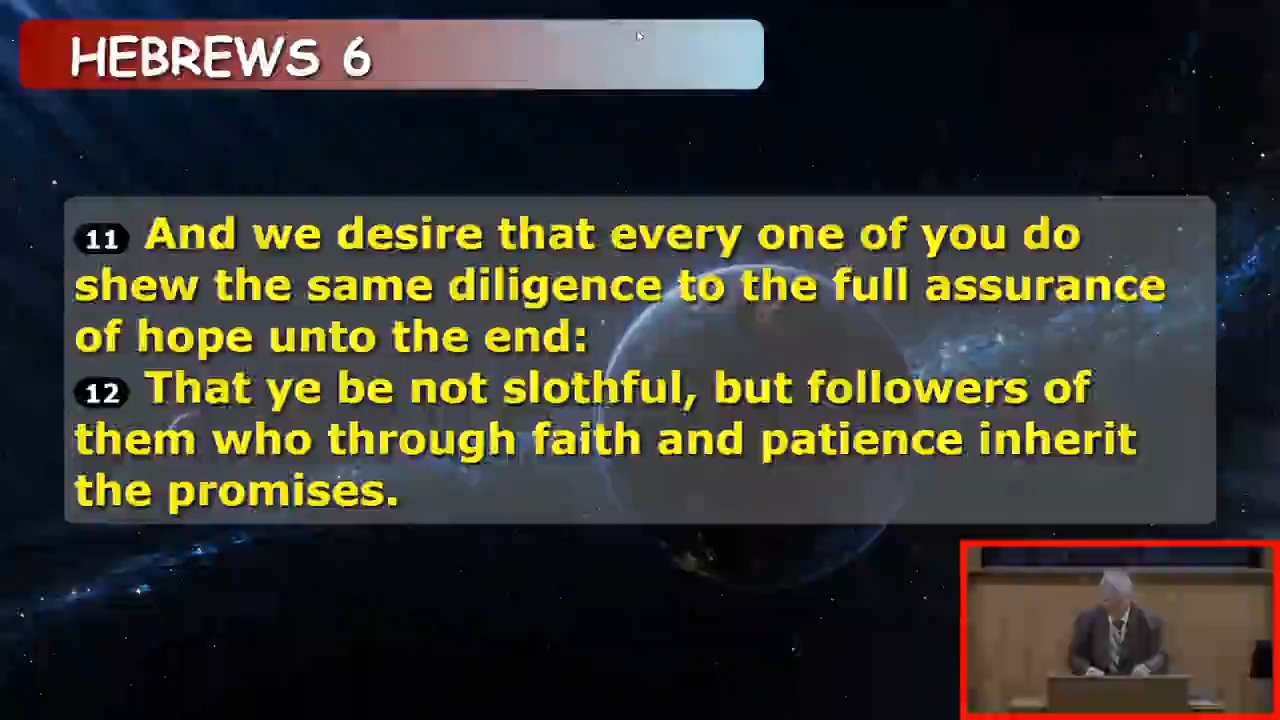 HEBREWS 6
11 And we desire that every one of you do
shew the same diligence to the full assurance
of hope unto the end:
12 That ye be not slothful, but followers of
them who through faith and patience inherit
the promises.